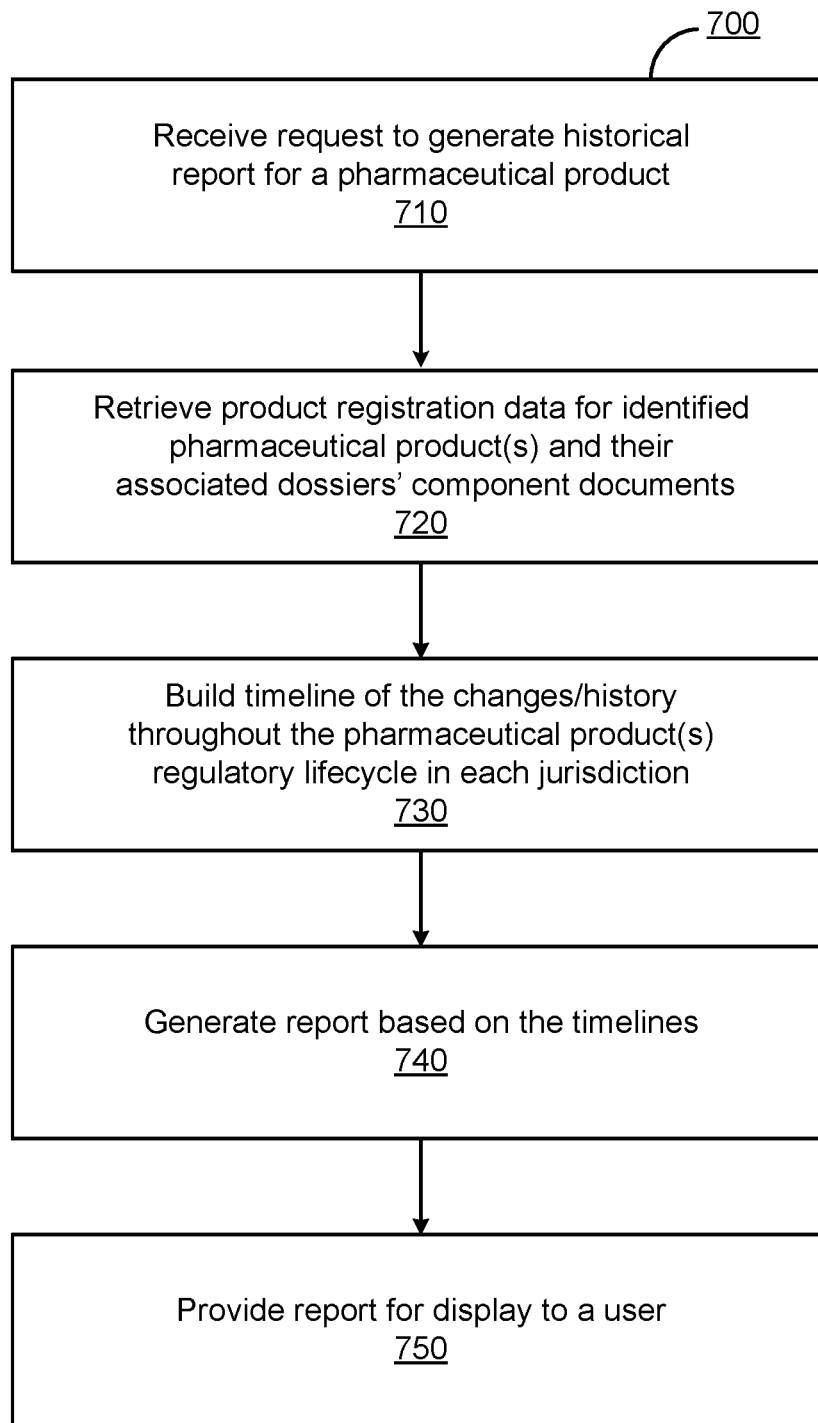 700
Receive request to generate historical
report for a pharmaceutical product
710
Retrieve product registration data for identified
pharmaceutical product(s) and their
associated dossiers’ component documents
720
Build timeline of the changes/history
throughout the pharmaceutical product(s)
regulatory lifecycle in each jurisdiction
730
Generate report based on the timelines
740
Provide report for display to a user
750